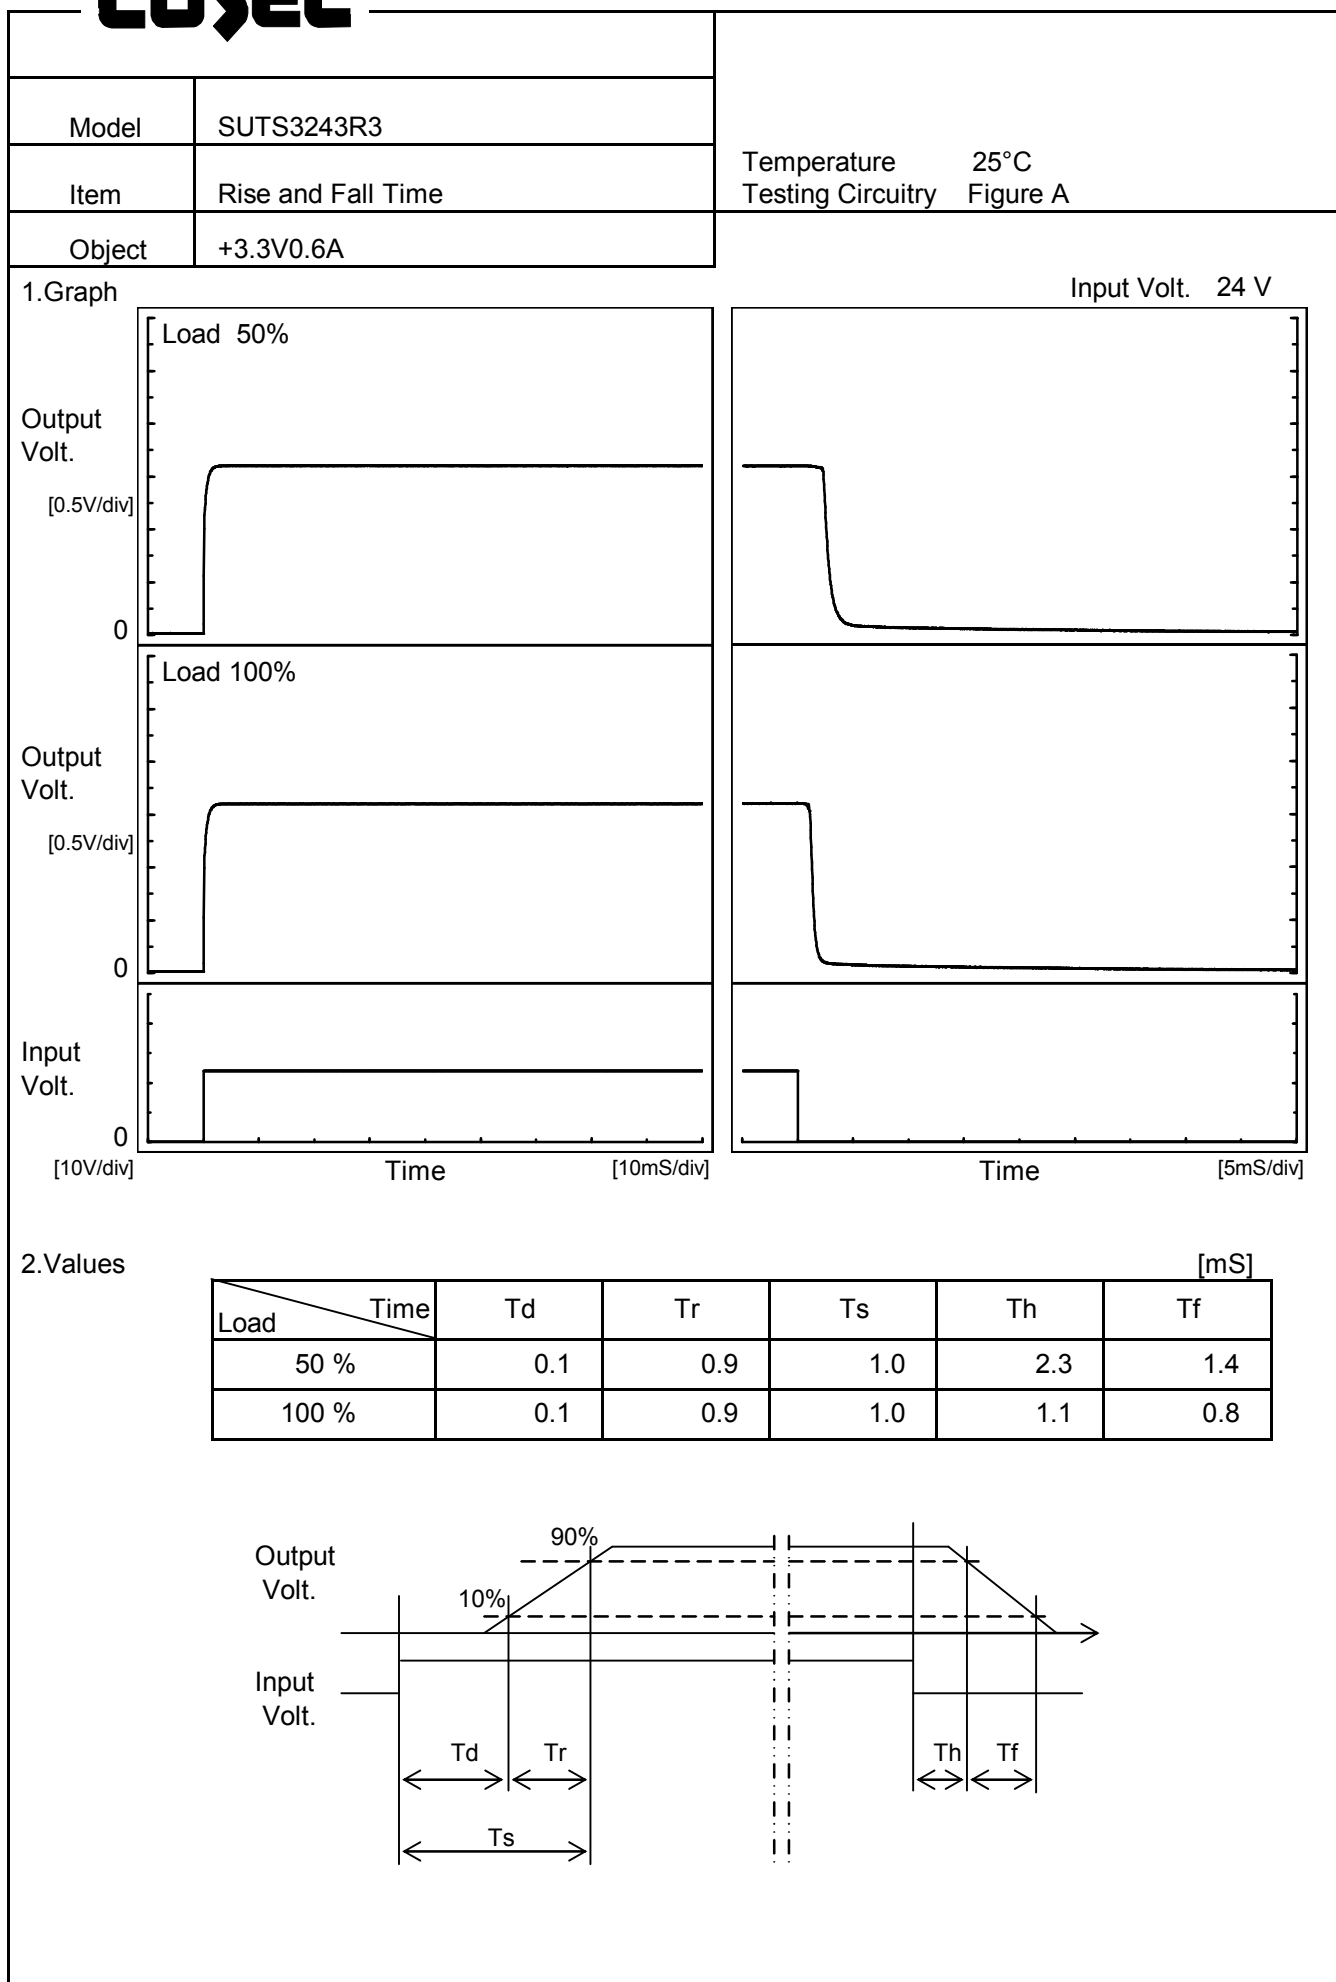 Model SUTS3243R3
Item Rise and Fall Time
Object +3.3V0.6A
Temperature 25°C
Testing Circuitry Figure A
1.Graph
Input Volt. 24 V
Load 50%
Output
Volt.
[0.5V/div]
0
Load 100%
Output
Volt.
[0.5V/div]
0
Input
Volt.
0
[10V/div] Time [10mS/div] Time [5mS/div]
2.Values [mS]
Time
Load Td Tr Ts Th Tf
50 % 0.1 0.9 1.0 2.3 1.4
100 % 0.1 0.9 1.0 1.1 0.8
90%
Output
Volt.
10%
Input
Volt.
Td Tr Th Tf
Ts